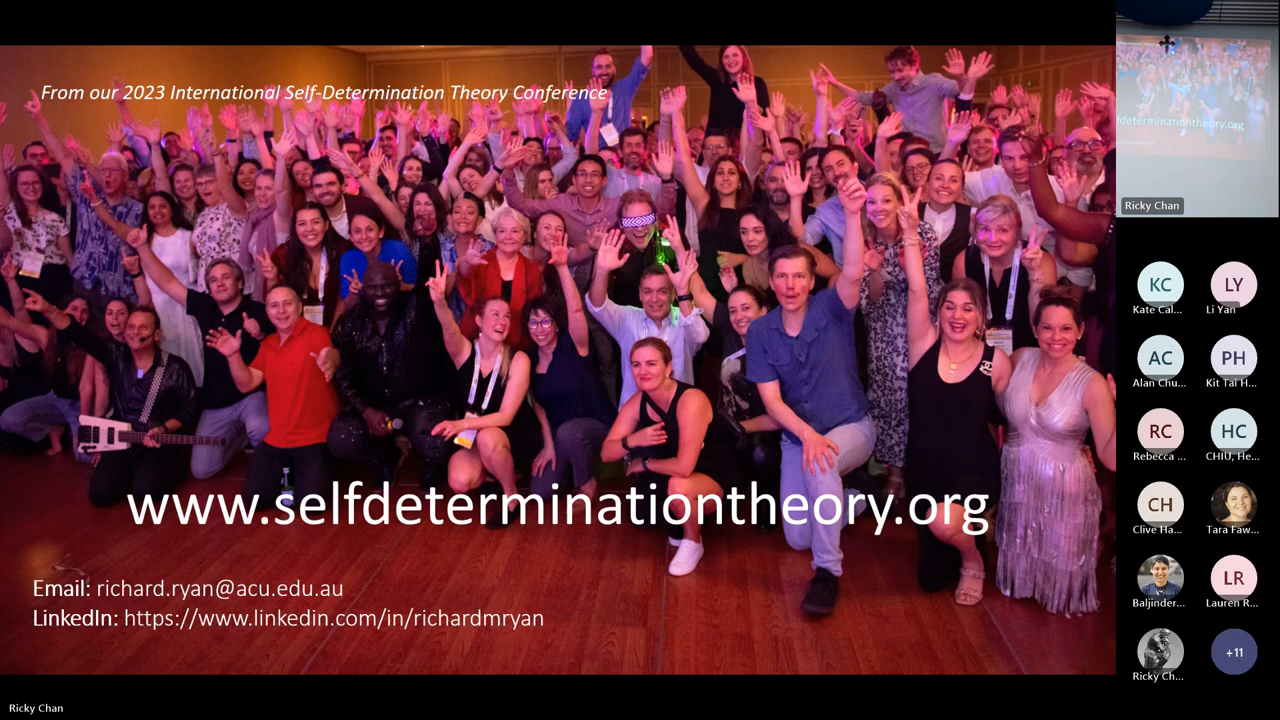 From our 2023 International Self-Determination Theory Conference
www.selfdeterminationtheory.org
Email: richard.ryan@acu.edu.au
LinkedIn: https://www.linkedin.com/in/richardmryan
Ricky Chan
fdeterminationtheory.org
Ricky Chan
KC
Kate Cal...
LY
Li Yan
AC
Alan Chu...
PH
Kit Tai H...
RC
Rebecca ...
HC
CHIU, He...
CH
Clive Ha...
Tara Faw...
Baljinder...
LR
Lauren R...
Ricky Ch...
+11